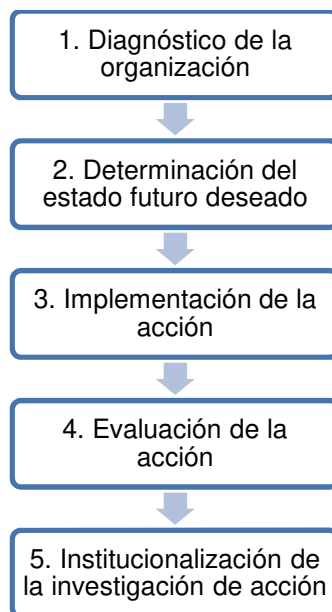 1. Diagnóstico de la
organización
2. Determinación del
estado futuro deseado
3. Implementación de la
acción
4. Evaluación de la
acción
5. Institucionalización de
la investigación de acción